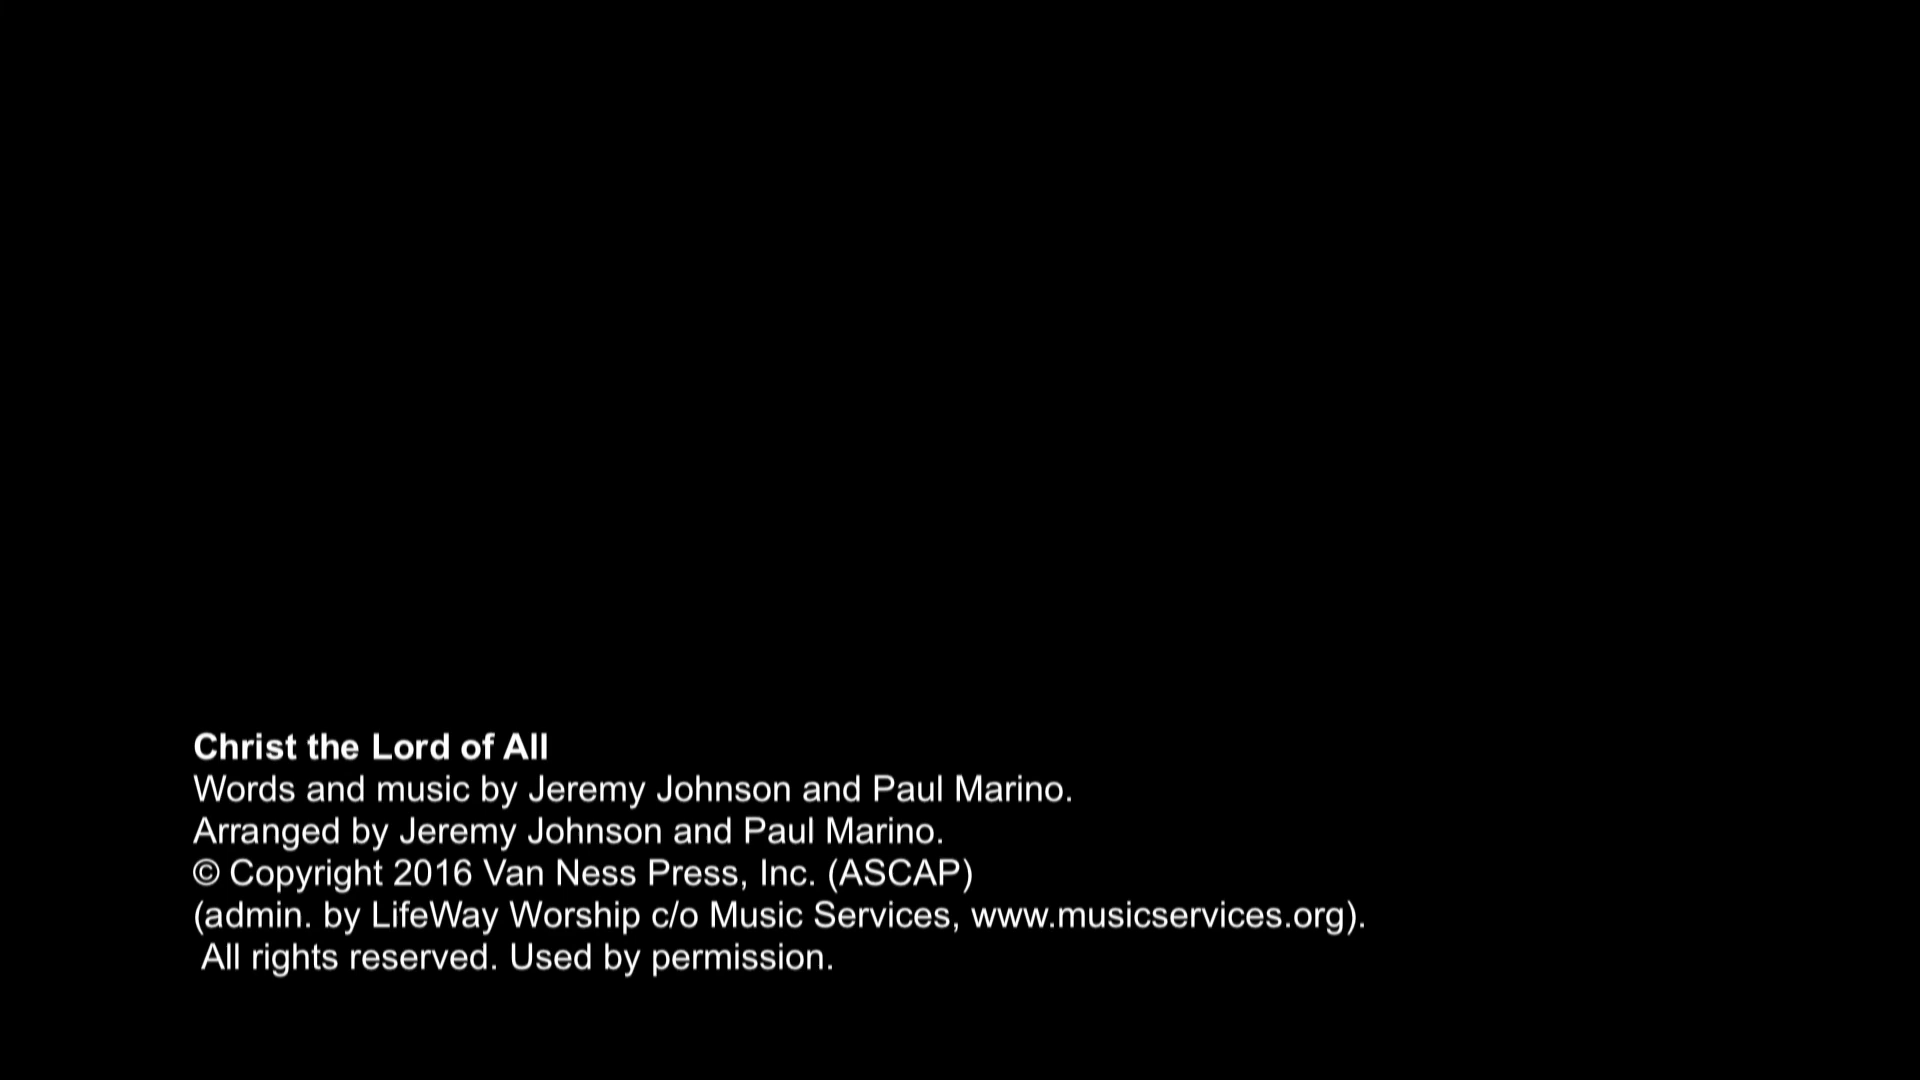 Christ the Lord of All
Words and music by Jeremy Johnson and Paul Marino.
Arranged by Jeremy Johnson and Paul Marino.
© Copyright 2016 Van Ness Press, Inc. (ASCAP)
(admin. by LifeWay Worship c/o Music Services, www.musicservices.org).
All rights reserved. Used by permission.